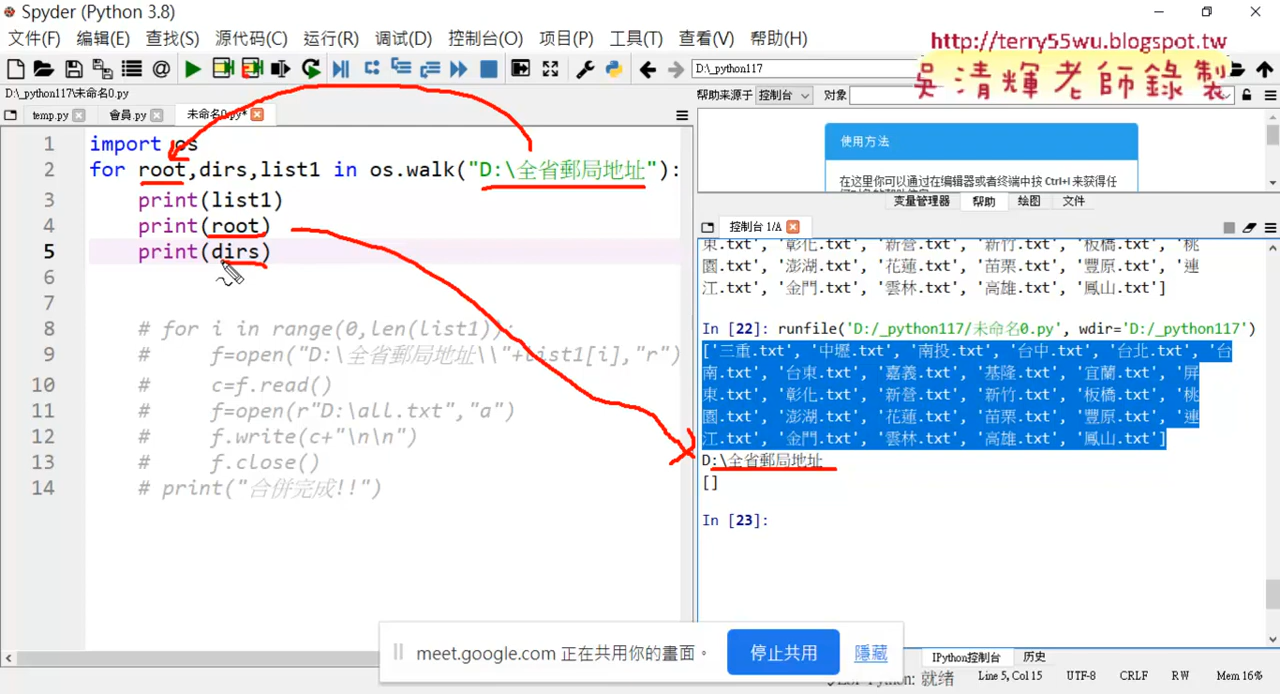 Spyder (Python 3.8)
文件(F) 编辑(E) 查找(S) 源代码(C) 运行(R) 调试(D) 控制台(O) 项目(P) 工具(T) 查看(V) 帮助(H)
http://terry55wu.blogspot.tw
吳清輝老師錄製
D:\_python117
D:\_python117\未命名0.py
帮助来源于 控制台 对象
temp.py 會員.py 未命名0.py*
1 import os
2 for root,dirs,list1 in os.walk("D:\全省郵局地址"):
3 print(list1)
4 print(root)
5 print(dirs)
6
7
8 # for i in range(0,len(list1)):
9 # f=open("D:\全省郵局地址\\"+list1[i],"r")
10 # c=f.read()
11 # f=open(r"D:\all.txt","a")
12 # f.write(c+"\n\n")
13 # f.close()
14 # print("合併完成!!")
使用方法
在这里你可以通过在编辑器或者终端中按 Ctrl+I 来获得任
变量管理器 帮助 绘图 文件
控制台 1/A
東.txt', '彰化.txt', '新營.txt', '新竹.txt', '板橋.txt', '桃
園.txt', '澎湖.txt', '花蓮.txt', '苗栗.txt', '豐原.txt', '連
江.txt', '金門.txt', '雲林.txt', '高雄.txt', '鳳山.txt']
In [22]: runfile('D:/_python117/未命名0.py', wdir='D:/_python117')
['三重.txt', '中壢.txt', '南投.txt', '台中.txt', '台北.txt', '台
南.txt', '台東.txt', '嘉義.txt', '基隆.txt', '宜蘭.txt', '屏
東.txt', '彰化.txt', '新營.txt', '新竹.txt', '板橋.txt', '桃
園.txt', '澎湖.txt', '花蓮.txt', '苗栗.txt', '豐原.txt', '連
江.txt', '金門.txt', '雲林.txt', '高雄.txt', '鳳山.txt']
D:\全省郵局地址
[]
In [23]:
meet.google.com 正在共用你的畫面。 停止共用 隱藏
IPython控制台 历史
Python: 就绪 Line 5, Col 15 UTF-8 CRLF RW Mem 16%